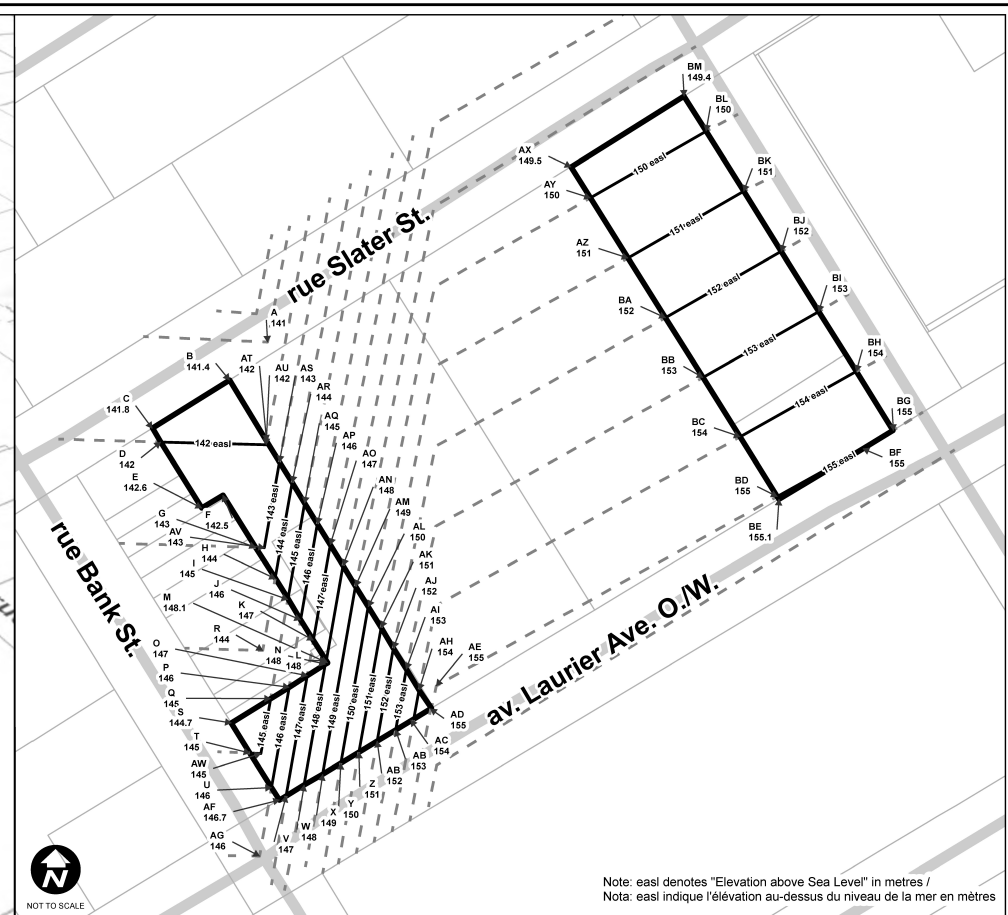 BM
149.4
BL
150
AX
149.5
BK
151
150 easl
AY
150
BJ
152
151 easl
AZ
151
BI
153
152 easl
rue Slater St.
BA
152
A
141
BH
154
153 easl
B
141.4
AT
142
AU
142
AS
143
BB
153
AR
144
BG
155
154 easl
C
141.8
AQ
145
BC
154
AP
146
142 easl
AO
147
BF
155
155 easl
D
142
AN
148
BD
155
E
142.6
AM
149
143 easl
BE
155.1
G
143
F
142.5
AL
150
144 easl
AV
143
145 easl
H
144
AK
151
146 easl
I
145
AJ
152
147 easl
J
146
rue Bank St.
M
148.1
K
147
AI
153
av. Laurier Ave. O./W.
R
144
AH
154
AE
155
O
147
N
148
L
148
P
146
Q
145
148 easl
149 easl
150 easl
151 easl
152 easl
153 easl
S
144.7
145 easl
146 easl
147 easl
AD
155
T
145
AC
154
AW
145
AB
153
U
146
AB
152
AF
146.7
Z
151
Y
150
X
149
AG
146
W
148
V
147
N
NOT TO SCALE
Note: easl denotes "Elevation above Sea Level" in metres /
Nota: easl indique l'élévation au-dessus du niveau de la mer en mètres